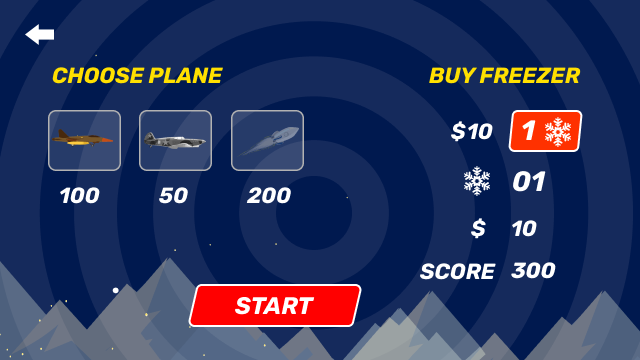 CHOOSE PLANE
100 50 200
START
BUY FREEZER
$10 1
01
$ 10
SCORE 300